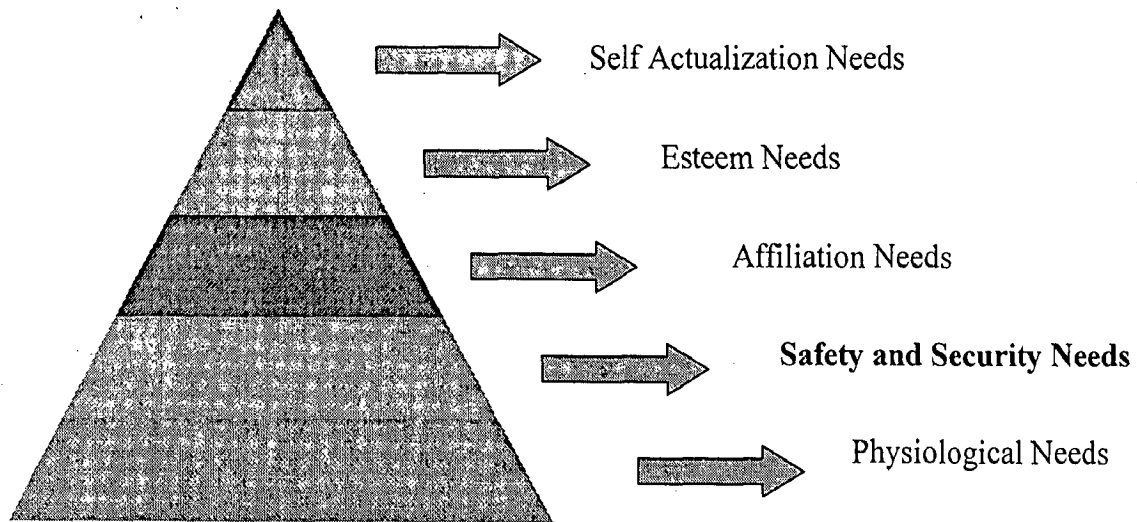 Self Actualization Needs
Esteem Needs
Affiliation Needs
Safety and Security Needs
Physiological Needs